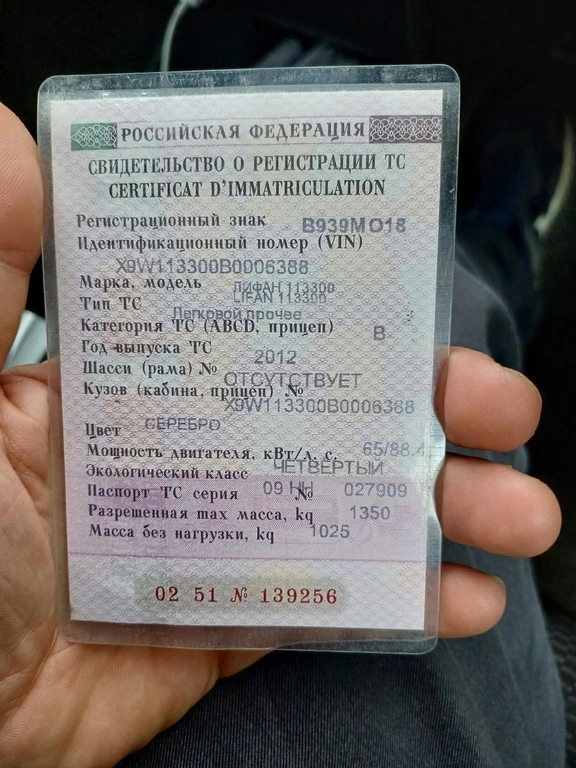 РОССИЙСКАЯ ФЕДЕРАЦИЯ
СВИДЕТЕЛЬСТВО О РЕГИСТРАЦИИ ТС
CERTIFICAT D'IMMATRICULATION
Регистрационный знак В939МО18
Идентификационный номер (VIN)
X9W113300B0006388
Марка, модель ЛИФАН 113300
LIFAN 113300
Тип ТС Легковой прочее
Категория ТС (ABCD, прицеп) B
Год выпуска ТС 2012
Шасси (рама) № ОТСУТСТВУЕТ
Кузов (кабина, прицеп) № X9W113300B0006388
Цвет СЕРЕБРО
Мощность двигателя, кВт/л. с. 65/88.4
Экологический класс ЧЕТВЕРТЫЙ
Паспорт ТС серия 09 НН № 027909
Разрешенная max масса, kg 1350
Масса без нагрузки, kg 1025
02 51 № 139256